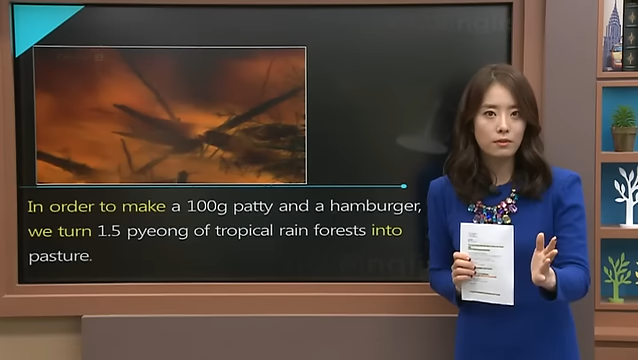 In order to make a 100g patty and a hamburger,
we turn 1.5 pyeong of tropical rain forests into
pasture.